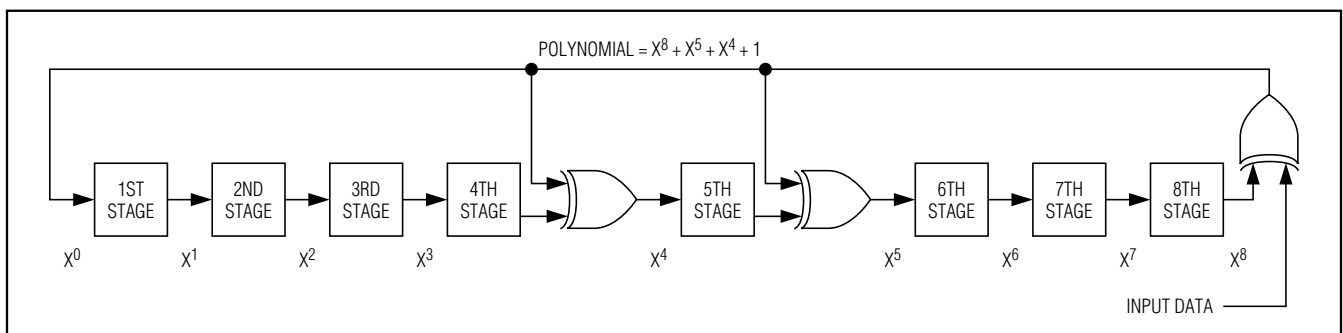 POLYNOMIAL = X⁸ + X⁵ + X⁴ + 1
1ST
STAGE
2ND
STAGE
3RD
STAGE
4TH
STAGE
5TH
STAGE
6TH
STAGE
7TH
STAGE
8TH
STAGE
X⁰
X¹
X²
X³
X⁴
X⁵
X⁶
X⁷
X⁸
INPUT DATA